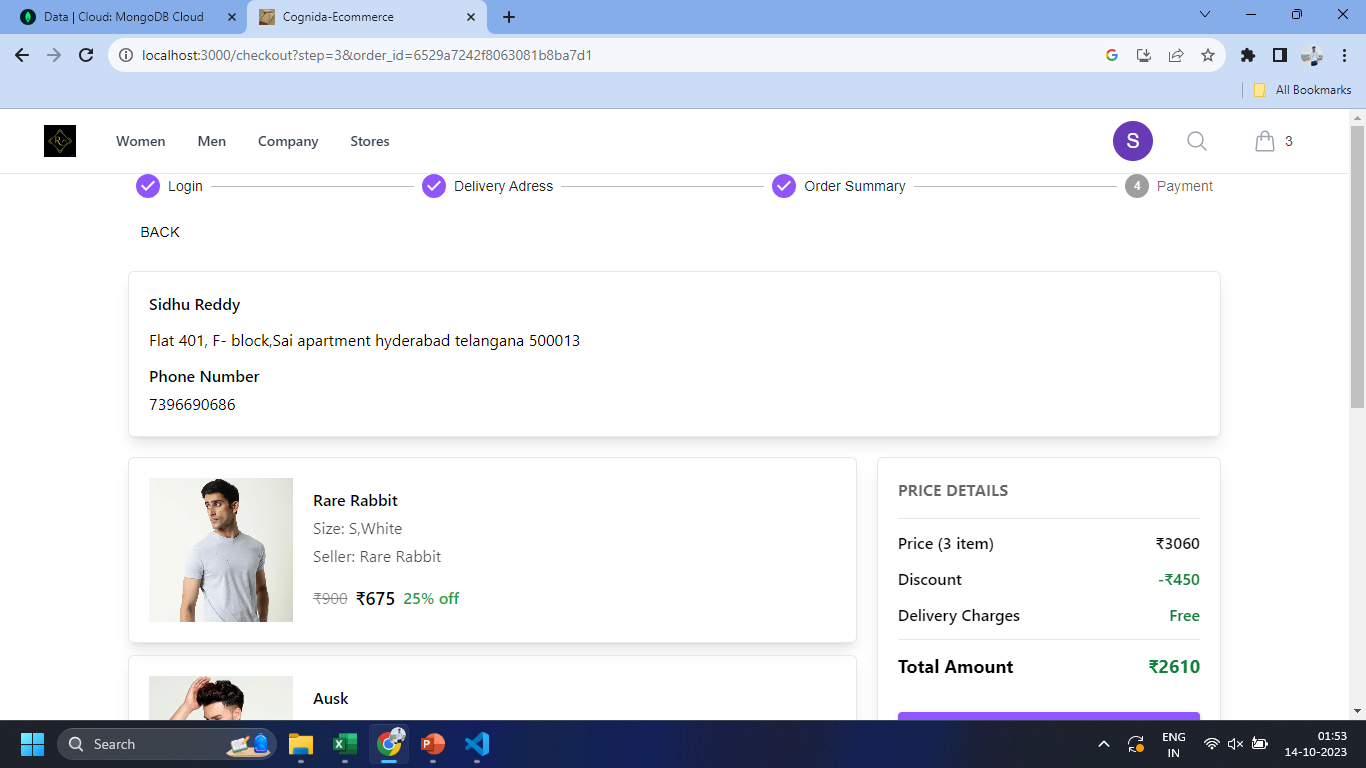 Data | Cloud: MongoDB Cloud
Cognida-Ecommerce
localhost:3000/checkout?step=3&order_id=6529a7242f8063081b8ba7d1
All Bookmarks
Women Men Company Stores
S
3
Login
Delivery Adress
Order Summary
4 Payment
BACK
Sidhu Reddy
Flat 401, F- block,Sai apartment hyderabad telangana 500013
Phone Number
7396690686
Rare Rabbit
Size: S,White
Seller: Rare Rabbit
₹900 ₹675 25% off
Ausk
PRICE DETAILS
Price (3 item) ₹3060
Discount -₹450
Delivery Charges Free
Total Amount ₹2610
Search
ENG
IN
01:53
14-10-2023